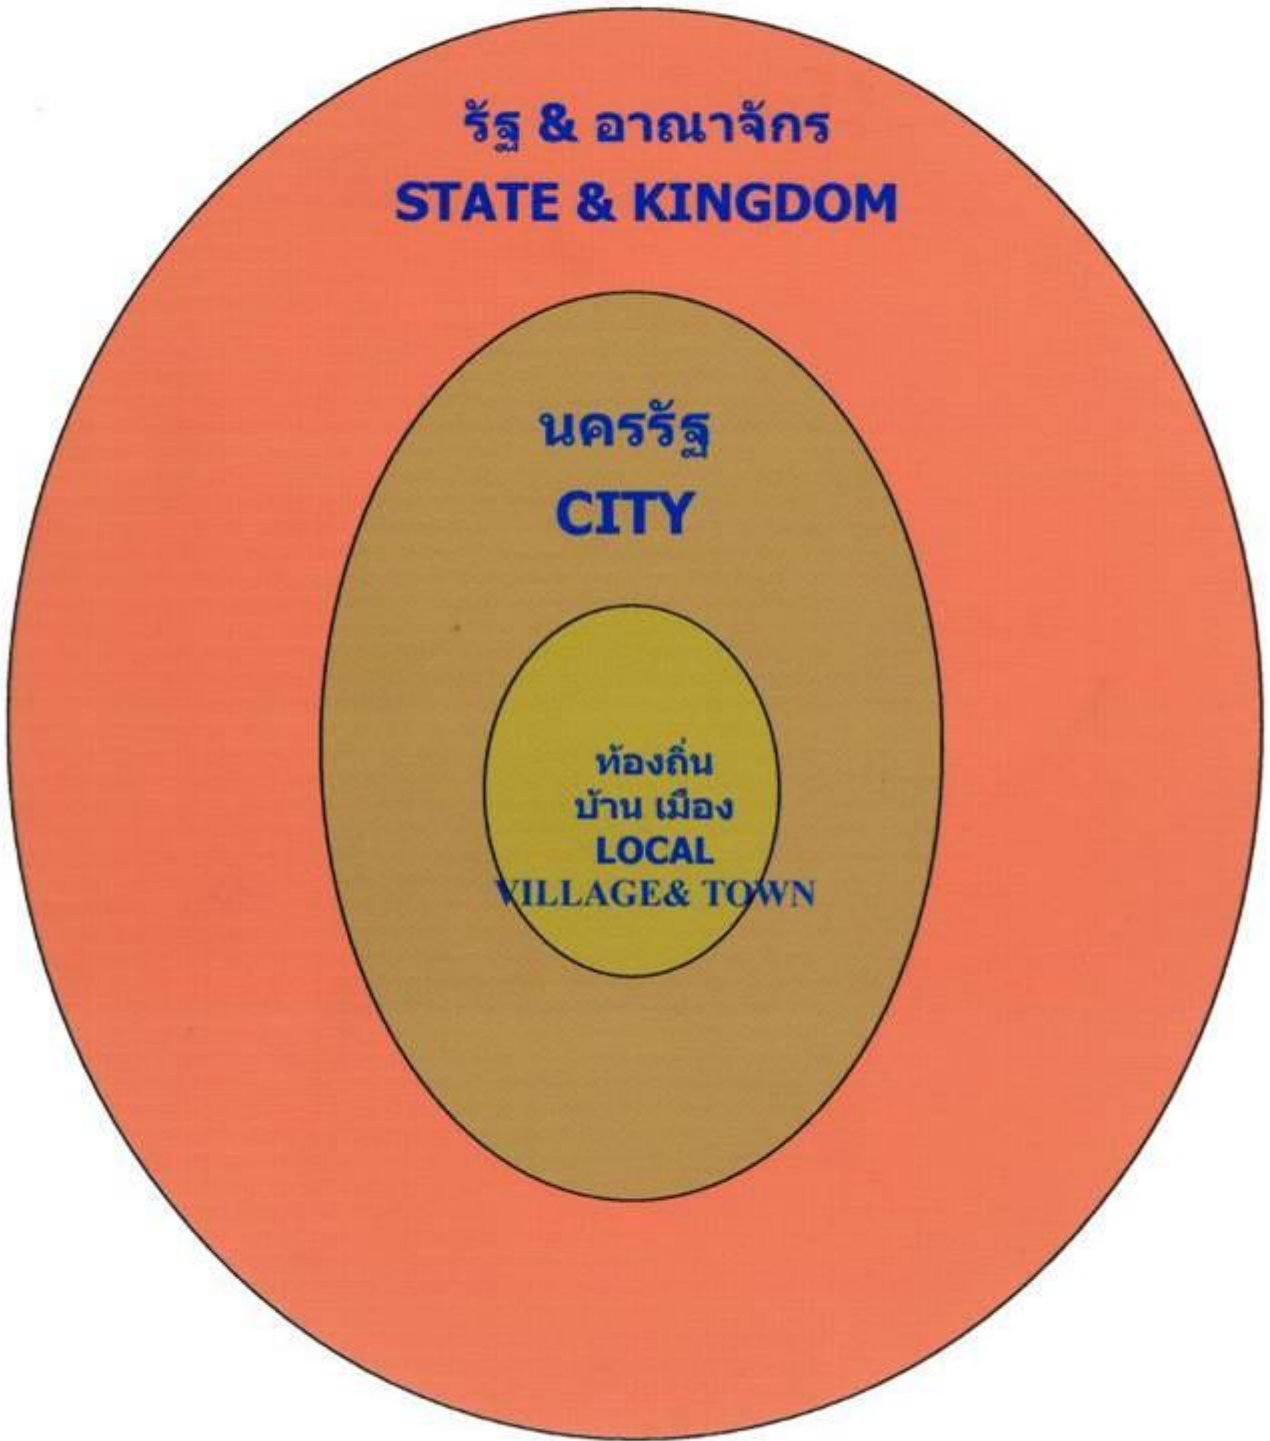 รัฐ & อาณาจักร
STATE & KINGDOM
นครรัฐ
CITY
ท้องถิ่น
บ้าน เมือง
LOCAL
VILLAGE& TOWN